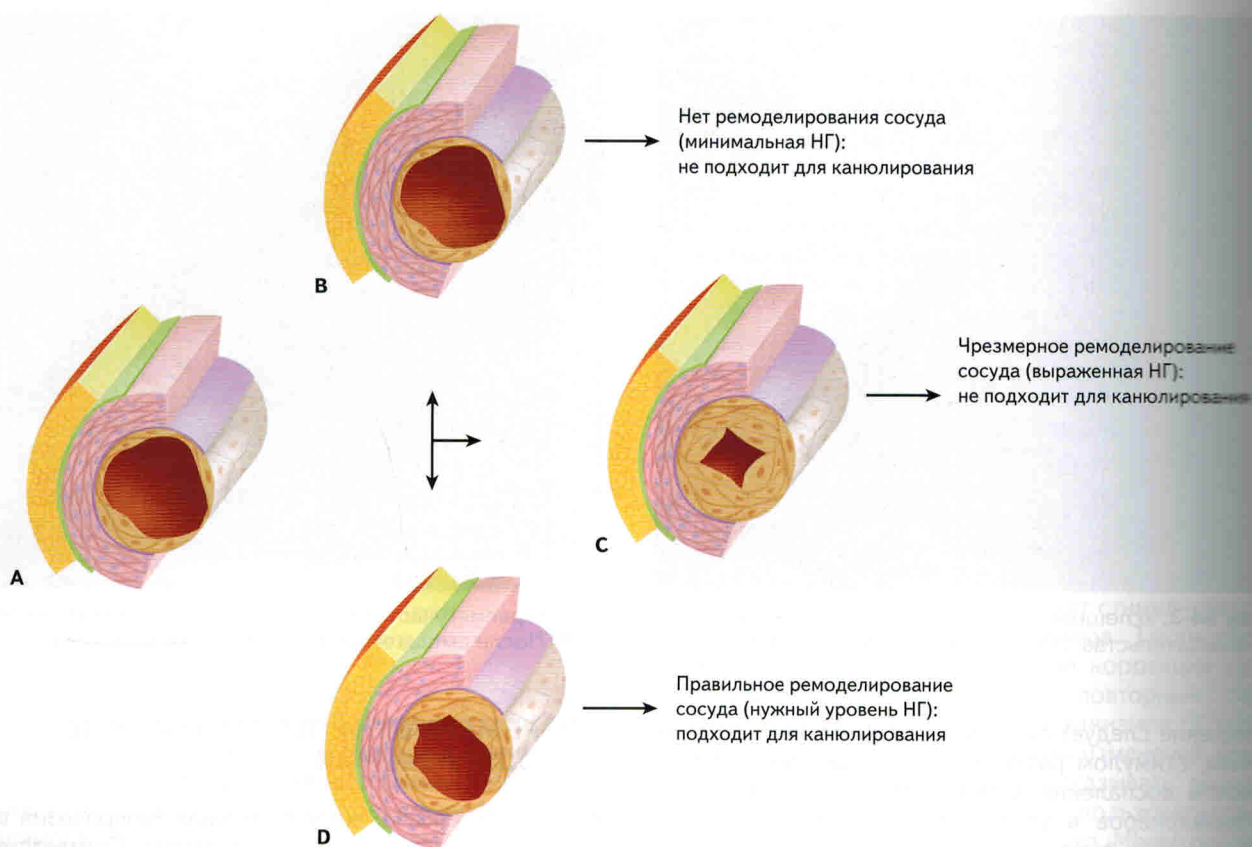 Нет ремоделирования сосуда
(минимальная НГ):
не подходит для канюлирования
B
Чрезмерное ремоделирование
сосуда (выраженная НГ):
не подходит для канюлирования
A
C
Правильное ремоделирование
сосуда (нужный уровень НГ):
подходит для канюлирования
D